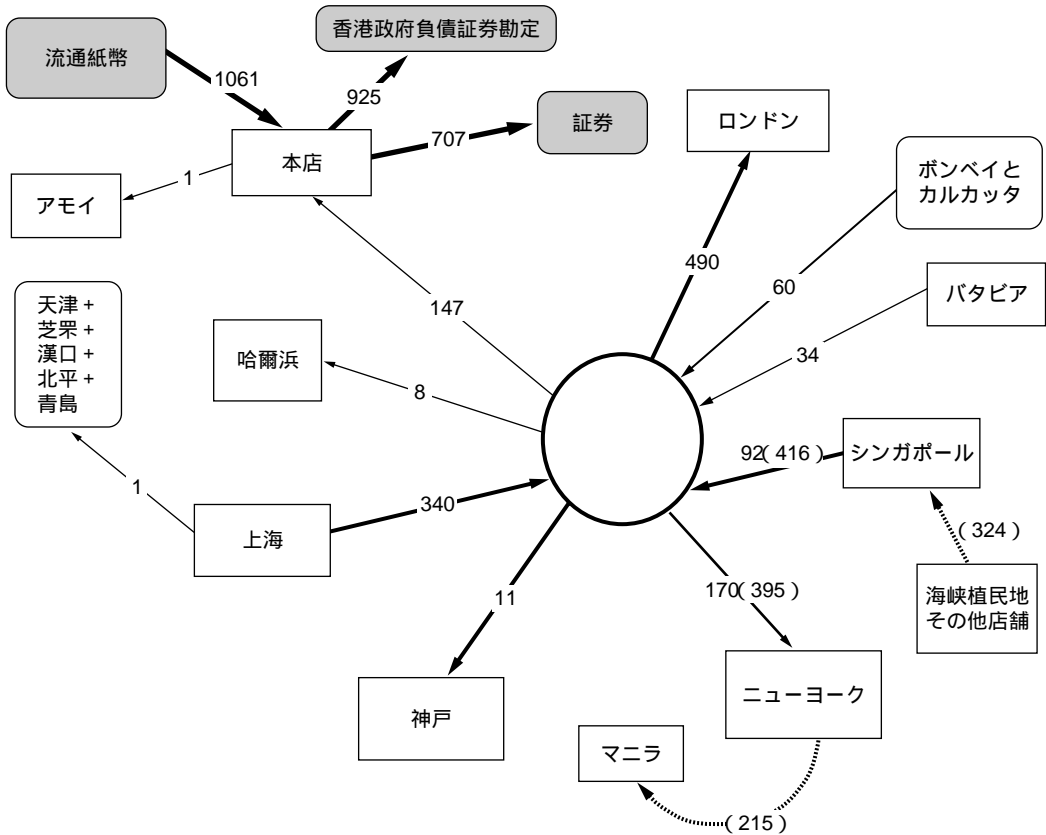 香港政府負債証券勘定
流通紙幣
1061
925
証券
707
ロンドン
本店
ボンベイと
カルカッタ
1
アモイ
490
60
バタビア
天津 +
芝罘 +
漢口 +
北平 +
青島
147
哈爾浜
34
8
92( 416 )
シンガポール
1
340
上海
( 324 )
海峡植民地
その他店舗
170( 395 )
11
ニューヨーク
神戸
マニラ
( 215 )